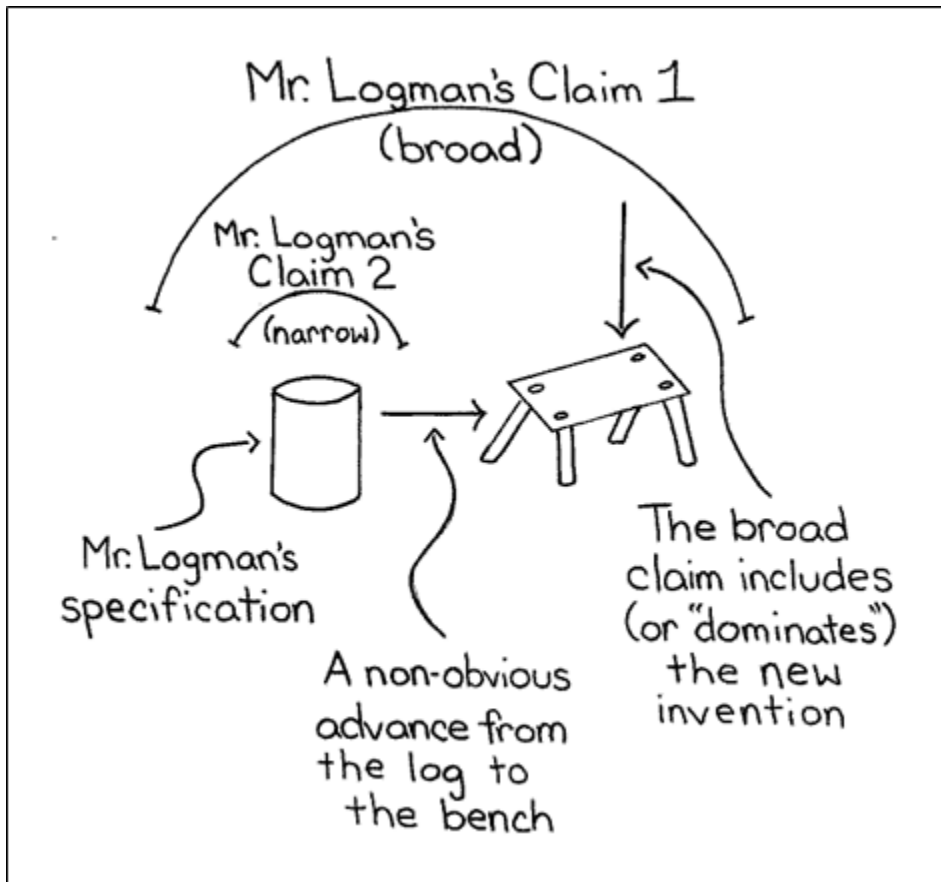 Mr. Logman's Claim 1
(broad)
Mr. Logman's
Claim 2
(narrow)
Mr. Logman's
specification
A non-obvious
advance from
the log to
the bench
The broad
claim includes
(or "dominates")
the new
invention